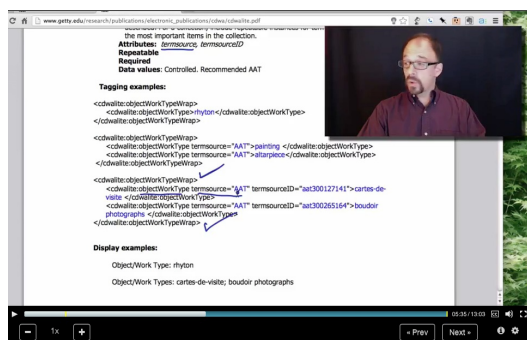 www.getty.edu/research/publications/electronic_publications/cdwa/cdwalite.pdf
the most important items in the collection.
Attributes: termsource, termsourceID
Repeatable
Required
Data values: Controlled. Recommended AAT
Tagging examples:
<cdwalite:objectWorkTypeWrap>
<cdwalite:objectWorkType>rhyton</cdwalite:objectWorkType>
</cdwalite:objectWorkTypeWrap>
<cdwalite:objectWorkTypeWrap>
<cdwalite:objectWorkType termsource="AAT">painting </cdwalite:objectWorkType>
<cdwalite:objectWorkType termsource="AAT">altarpiece</cdwalite:objectWorkType>
</cdwalite:objectWorkTypeWrap>
<cdwalite:objectWorkTypeWrap>
<cdwalite:objectWorkType termsource="AAT" termsourceID="aat300127141">cartes-de-
visite </cdwalite:objectWorkType>
<cdwalite:objectWorkType termsource="AAT" termsourceID="aat300265164">boudoir
photographs </cdwalite:objectWorkType>
</cdwalite:objectWorkTypeWrap>
Display examples:
Object/Work Type: rhyton
Object/Work Types: cartes-de-visite; boudoir photographs
05:35 / 13:03
1x
« Prev
Next »